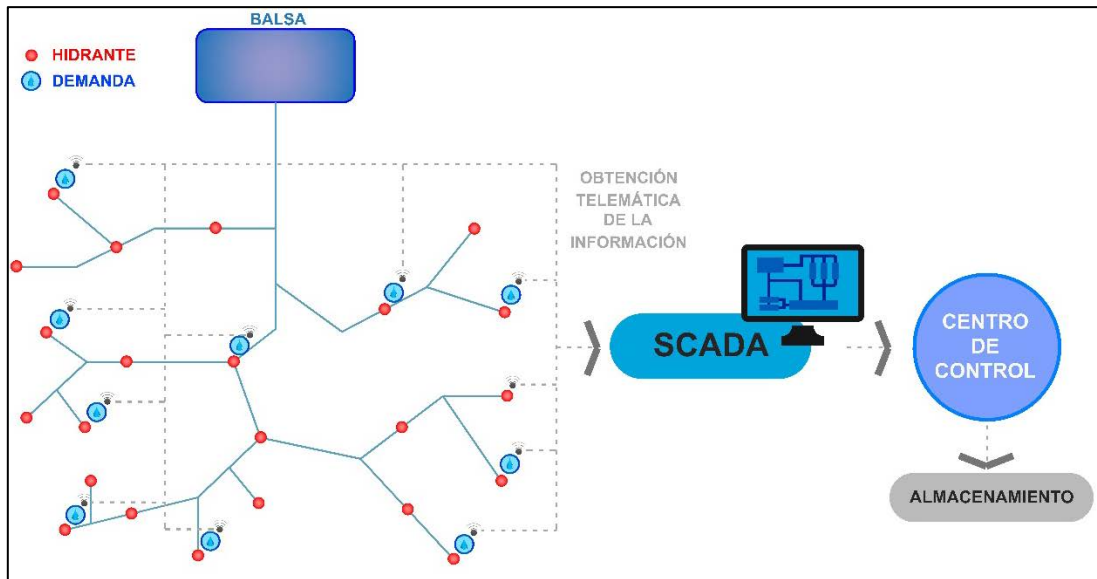 BALSA
HIDRANTE
DEMANDA
OBTENCIÓN
TELEMÁTICA
DE LA
INFORMACIÓN
SCADA
CENTRO
DE
CONTROL
ALMACENAMIENTO